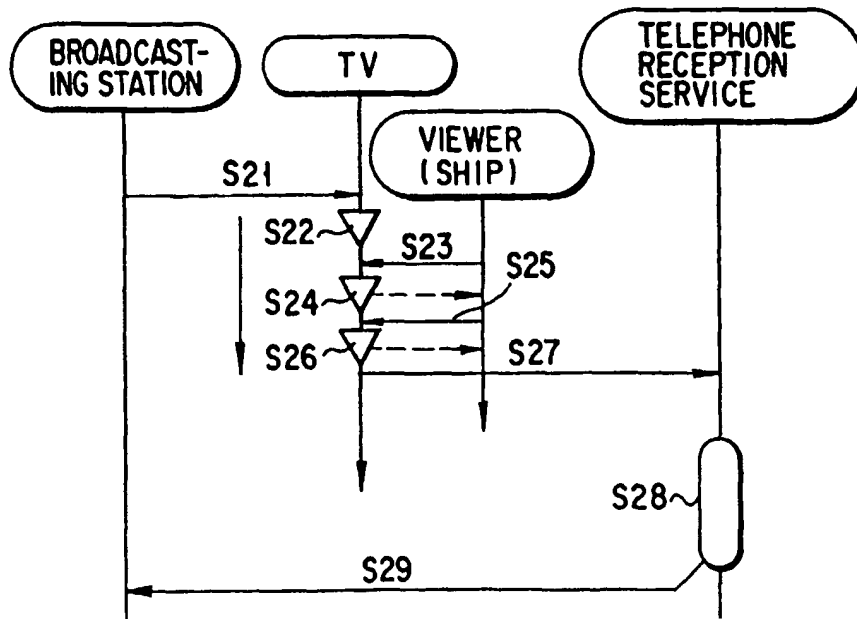 BROADCAST-
ING STATION
TV
TELEPHONE
RECEPTION
SERVICE
VIEWER
(SHIP)
S21
S22
S23
S25
S24
S26
S27
S28
S29